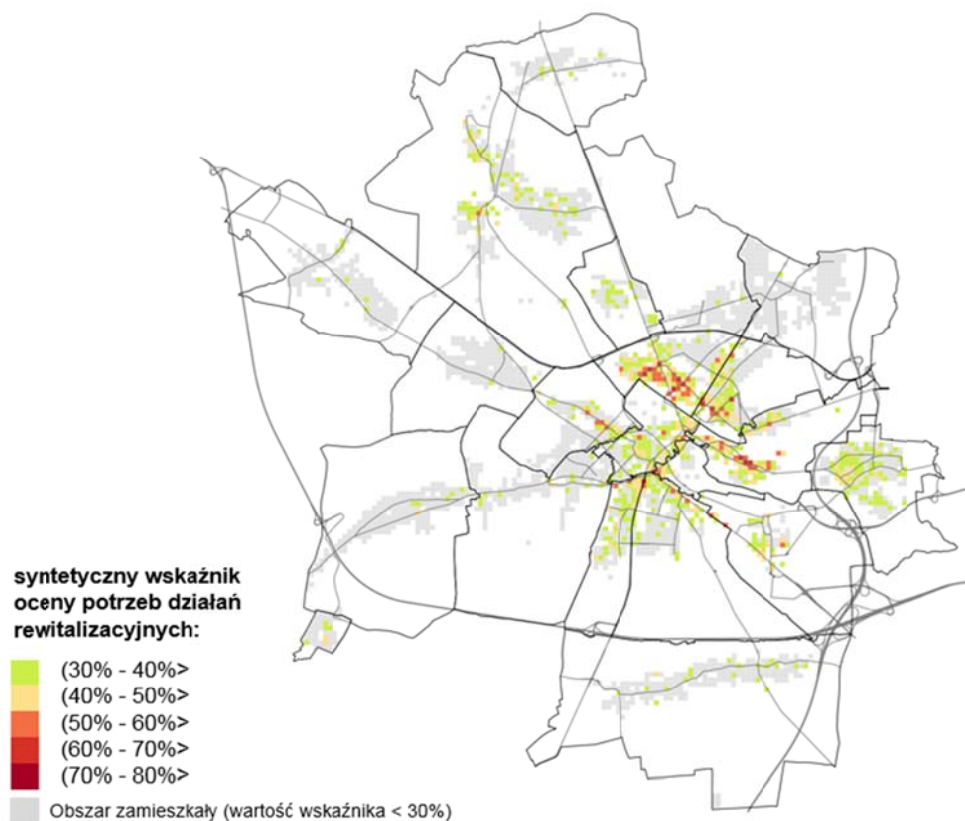 syntetyczny wskaźnik
oceny potrzeb działań
rewitalizacyjnych:
(30% - 40%>
(40% - 50%>
(50% - 60%>
(60% - 70%>
(70% - 80%>
Obszar zamieszkały (wartość wskaźnika < 30%)